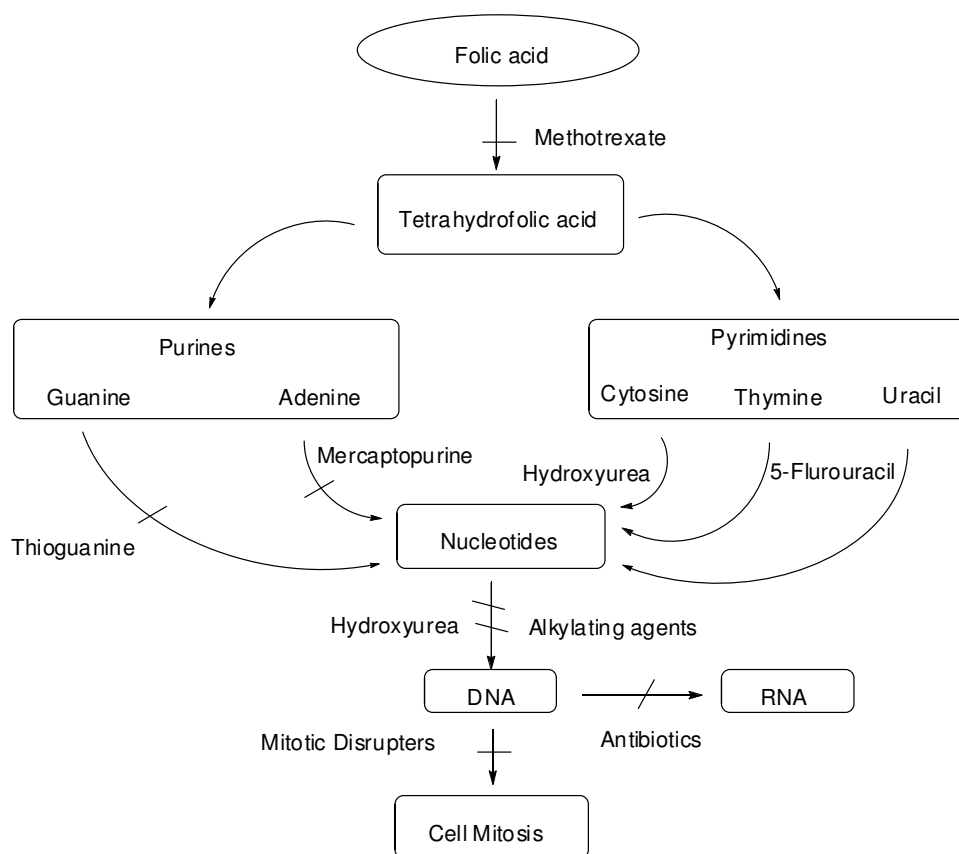 Folic acid
Methotrexate
Tetrahydrofolic acid
Purines
Guanine Adenine
Pyrimidines
Cytosine Thymine Uracil
Mercaptopurine
Hydroxyurea
5-Flurouracil
Thioguanine
Nucleotides
Hydroxyurea Alkylating agents
DNA
RNA
Mitotic Disrupters
Antibiotics
Cell Mitosis